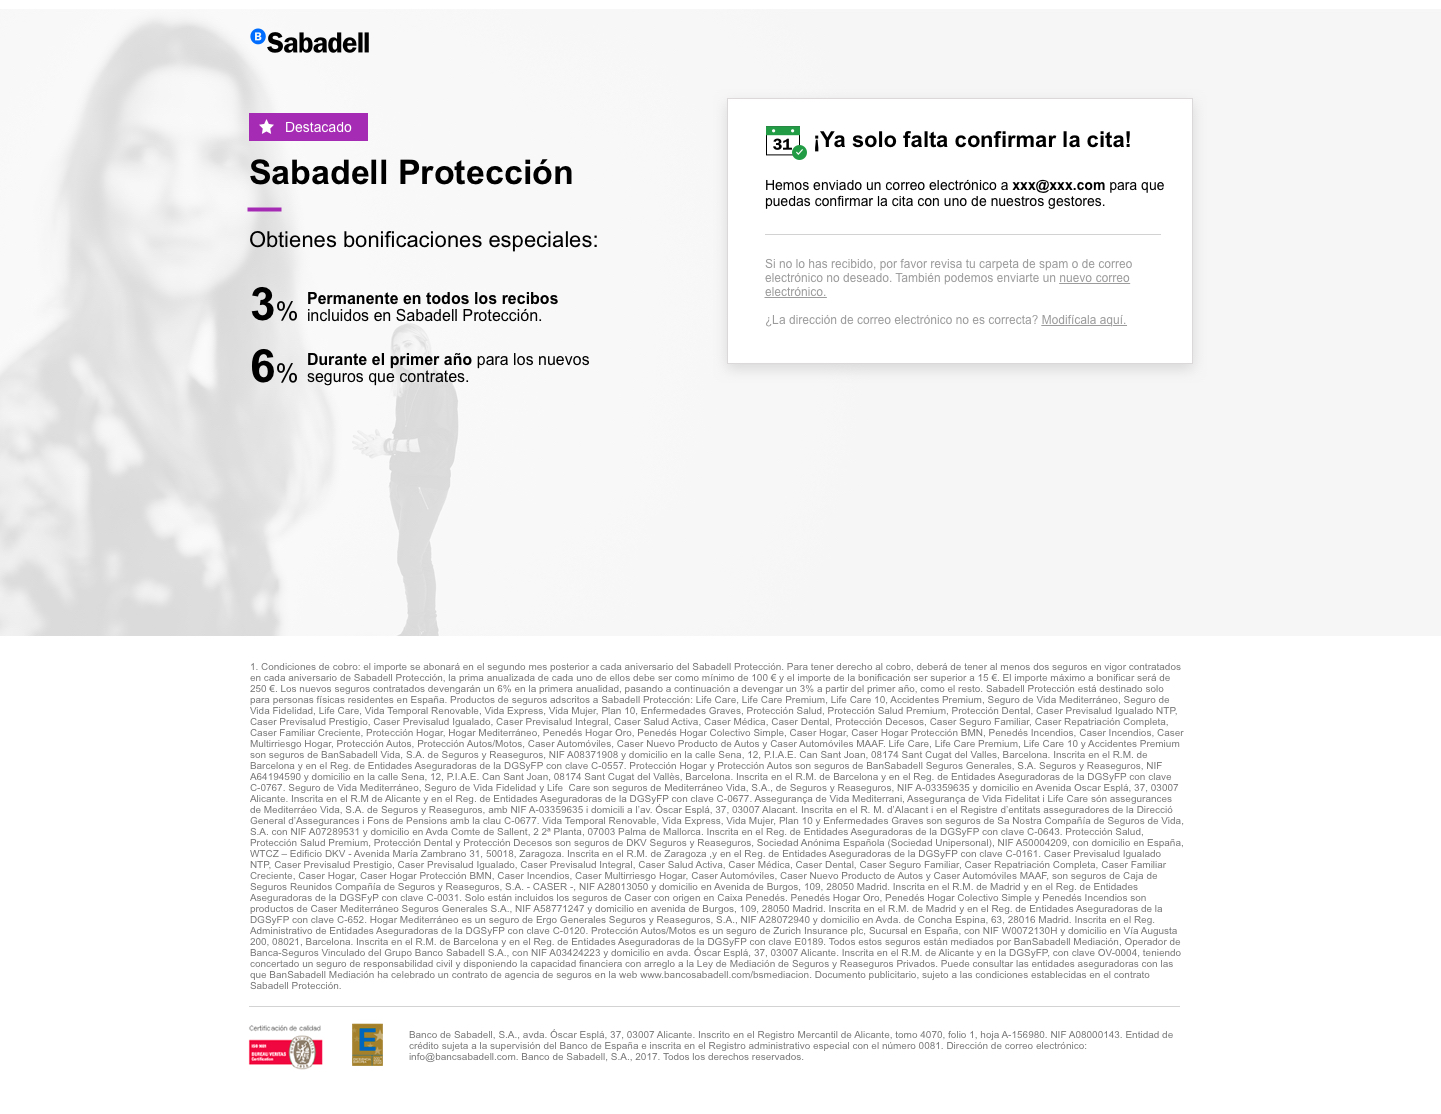 B Sabadell
Destacado
Sabadell Protección
Obtienes bonificaciones especiales:
3% Permanente en todos los recibos
incluidos en Sabadell Protección.
6% Durante el primer año para los nuevos
seguros que contrates.
31 ¡Ya solo falta confirmar la cita!
Hemos enviado un correo electrónico a xxx@xxx.com para que
puedas confirmar la cita con uno de nuestros gestores.
Si no lo has recibido, por favor revisa tu carpeta de spam o de correo
electrónico no deseado. También podemos enviarte un nuevo correo
electrónico.
¿La dirección de correo electrónico no es correcta? Modifícala aquí.
1. Condiciones de cobro: el importe se abonará en el segundo mes posterior a cada aniversario del Sabadell Protección. Para tener derecho al cobro, deberá de tener al menos dos seguros en vigor contratados
en cada aniversario de Sabadell Protección, la prima anualizada de cada uno de ellos debe ser como mínimo de 100 € y el importe de la bonificación ser superior a 15 €. El importe máximo a bonificar será de
250 €. Los nuevos seguros contratados devengarán un 6% en la primera anualidad, pasando a continuación a devengar un 3% a partir del primer año, como el resto. Sabadell Protección está destinado solo
para personas físicas residentes en España. Productos de seguros adscritos a Sabadell Protección: Life Care, Life Care Premium, Life Care 10, Accidentes Premium, Seguro de Vida Mediterráneo, Seguro de
Vida Fidelidad, Life Care, Vida Temporal Renovable, Vida Express, Vida Mujer, Plan 10, Enfermedades Graves, Protección Salud, Protección Salud Premium, Protección Dental, Caser Previsalud Igualado NTP,
Caser Previsalud Prestigio, Caser Previsalud Igualado, Caser Previsalud Integral, Caser Salud Activa, Caser Médica, Caser Dental, Protección Decesos, Caser Seguro Familiar, Caser Repatriación Completa,
Caser Familiar Creciente, Protección Hogar, Hogar Mediterráneo, Penedés Hogar Oro, Penedés Hogar Colectivo Simple, Caser Hogar, Caser Hogar Protección BMN, Penedés Incendios, Caser Incendios, Caser
Multirriesgo Hogar, Protección Autos, Protección Autos/Motos, Caser Automóviles, Caser Nuevo Producto de Autos y Caser Automóviles MAAF. Life Care, Life Care Premium, Life Care 10 y Accidentes Premium
son seguros de BanSabadell Vida, S.A. de Seguros y Reaseguros, NIF A08371908 y domicilio en la calle Sena, 12, P.I.A.E. Can Sant Joan, 08174 Sant Cugat del Valles, Barcelona. Inscrita en el R.M. de
Barcelona y en el Reg. de Entidades Aseguradoras de la DGSyFP con clave C-0557. Protección Hogar y Protección Autos son seguros de BanSabadell Seguros Generales, S.A. Seguros y Reaseguros, NIF
A64194590 y domicilio en la calle Sena, 12, P.I.A.E. Can Sant Joan, 08174 Sant Cugat del Vallès, Barcelona. Inscrita en el R.M. de Barcelona y en el Reg. de Entidades Aseguradoras de la DGSyFP con clave
C-0767. Seguro de Vida Mediterráneo, Seguro de Vida Fidelidad y Life Care son seguros de Mediterráneo Vida, S.A., de Seguros y Reaseguros, NIF A-03359635 y domicilio en Avenida Oscar Esplá, 37, 03007
Alicante. Inscrita en el R.M de Alicante y en el Reg. de Entidades Aseguradoras de la DGSyFP con clave C-0677. Assegurança de Vida Mediterrani, Assegurança de Vida Fidelitat i Life Care són assegurances
de Mediterráeo Vida, S.A. de Seguros y Reaseguros, amb NIF A-03359635 i domicili a l'av. Óscar Esplá, 37, 03007 Alacant. Inscrita en el R. M. d'Alacant i en el Registre d'entitats asseguradores de la Direcció
General d'Assegurances i Fons de Pensions amb la clau C-0677. Vida Temporal Renovable, Vida Express, Vida Mujer, Plan 10 y Enfermedades Graves son seguros de Sa Nostra Compañía de Seguros de Vida,
S.A. con NIF A07289531 y domicilio en Avda Comte de Sallent, 2 2ª Planta, 07003 Palma de Mallorca. Inscrita en el Reg. de Entidades Aseguradoras de la DGSyFP con clave C-0643. Protección Salud,
Protección Salud Premium, Protección Dental y Protección Decesos son seguros de DKV Seguros y Reaseguros, Sociedad Anónima Española (Sociedad Unipersonal), NIF A50004209, con domicilio en España,
WTCZ – Edificio DKV - Avenida María Zambrano 31, 50018, Zaragoza. Inscrita en el R.M. de Zaragoza ,y en el Reg. de Entidades Aseguradoras de la DGSyFP con clave C-0161. Caser Previsalud Igualado
NTP, Caser Previsalud Prestigio, Caser Previsalud Igualado, Caser Previsalud Integral, Caser Salud Activa, Caser Médica, Caser Dental, Caser Seguro Familiar, Caser Repatriación Completa, Caser Familiar
Creciente, Caser Hogar, Caser Hogar Protección BMN, Caser Incendios, Caser Multirriesgo Hogar, Caser Automóviles, Caser Nuevo Producto de Autos y Caser Automóviles MAAF, son seguros de Caja de
Seguros Reunidos Compañía de Seguros y Reaseguros, S.A. - CASER -, NIF A28013050 y domicilio en Avenida de Burgos, 109, 28050 Madrid. Inscrita en el R.M. de Madrid y en el Reg. de Entidades
Aseguradoras de la DGSFyP con clave C-0031. Solo están incluidos los seguros de Caser con origen en Caixa Penedés. Penedés Hogar Oro, Penedés Hogar Colectivo Simple y Penedés Incendios son
productos de Caser Mediterráneo Seguros Generales S.A., NIF A58771247 y domicilio en avenida de Burgos, 109, 28050 Madrid. Inscrita en el R.M. de Madrid y en el Reg. de Entidades Aseguradoras de la
DGSyFP con clave C-652. Hogar Mediterráneo es un seguro de Ergo Generales Seguros y Reaseguros, S.A., NIF A28072940 y domicilio en Avda. de Concha Espina, 63, 28016 Madrid. Inscrita en el Reg.
Administrativo de Entidades Aseguradoras de la DGSyFP con clave C-0120. Protección Autos/Motos es un seguro de Zurich Insurance plc, Sucursal en España, con NIF W0072130H y domicilio en Vía Augusta
200, 08021, Barcelona. Inscrita en el R.M. de Barcelona y en el Reg. de Entidades Aseguradoras de la DGSyFP con clave E0189. Todos estos seguros están mediados por BanSabadell Mediación, Operador de
Banca-Seguros Vinculado del Grupo Banco Sabadell S.A., con NIF A03424223 y domicilio en avda. Óscar Esplá, 37, 03007 Alicante. Inscrita en el R.M. de Alicante y en la DGSyFP, con clave OV-0004, teniendo
concertado un seguro de responsabilidad civil y disponiendo la capacidad financiera con arreglo a la Ley de Mediación de Seguros y Reaseguros Privados. Puede consultar las entidades aseguradoras con las
que BanSabadell Mediación ha celebrado un contrato de agencia de seguros en la web www.bancosabadell.com/bsmediacion. Documento publicitario, sujeto a las condiciones establecidas en el contrato
Sabadell Protección.
Certificación de calidad
ISO 9001
BUREAU VERITAS
Certification
E
Banco de Sabadell, S.A., avda. Óscar Esplá, 37, 03007 Alicante. Inscrito en el Registro Mercantil de Alicante, tomo 4070, folio 1, hoja A-156980. NIF A08000143. Entidad de
crédito sujeta a la supervisión del Banco de España e inscrita en el Registro administrativo especial con el número 0081. Dirección de correo electrónico:
info@bancsabadell.com. Banco de Sabadell, S.A., 2017. Todos los derechos reservados.